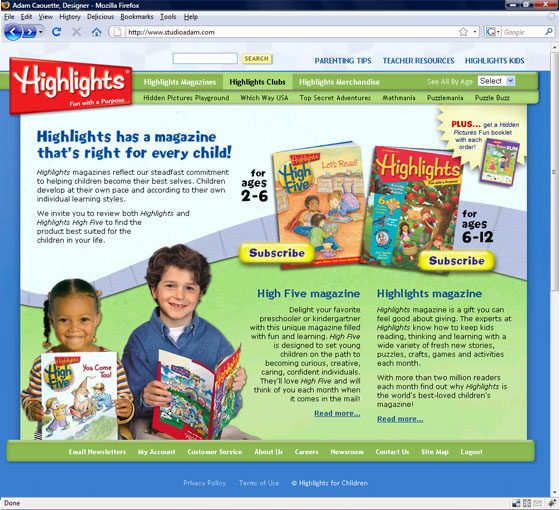 Adam Caouette, Designer - Mozilla Firefox
File Edit View History Delicious Bookmarks Tools Help
http://www.studioadam.com
Google
SEARCH
PARENTING TIPS TEACHER RESOURCES HIGHLIGHTS KIDS
Highlights
Fun with a Purpose
Highlights Magazines Highlights Clubs Highlights Merchandise See All By Age Select
Hidden Pictures Playground Which Way USA Top Secret Adventures Mathmania Puzzlemania Puzzle Buzz
Highlights has a magazine
that's right for every child!
Highlights magazines reflect our steadfast commitment
to helping children become their best selves. Children
develop at their own pace and according to their own
individual learning styles.
We invite you to review both Highlights and
Highlights High Five to find the
product best suited for the
children in your life.
for
ages
2-6
High
Five
Let's Read!
Subscribe
Highlights
PLUS... get a Hidden
Pictures Fun booklet
with each
order!
for
ages
6-12
Subscribe
High
Five
You Come
Too!
High Five magazine
Delight your favorite
preschooler or kindergartner
with this unique magazine filled
with fun and learning. High Five
is designed to set young
children on the path to
becoming curious, creative,
caring, confident individuals.
They'll love High Five and will
think of you each month when
it comes in the mail!
Read more...
Highlights magazine
Highlights magazine is a gift you can
feel good about giving. The experts at
Highlights know how to keep kids
reading, thinking and learning with a
wide variety of fresh new stories,
puzzles, crafts, games and activities
each month.
With more than two million readers
each month find out why Highlights is
the world's best-loved children's
magazine!
Read more...
Email Newsletters My Account Customer Service About Us Careers Newsroom Contact Us Site Map Logout
Privacy Policy Terms of Use © Highlights for Children
Done